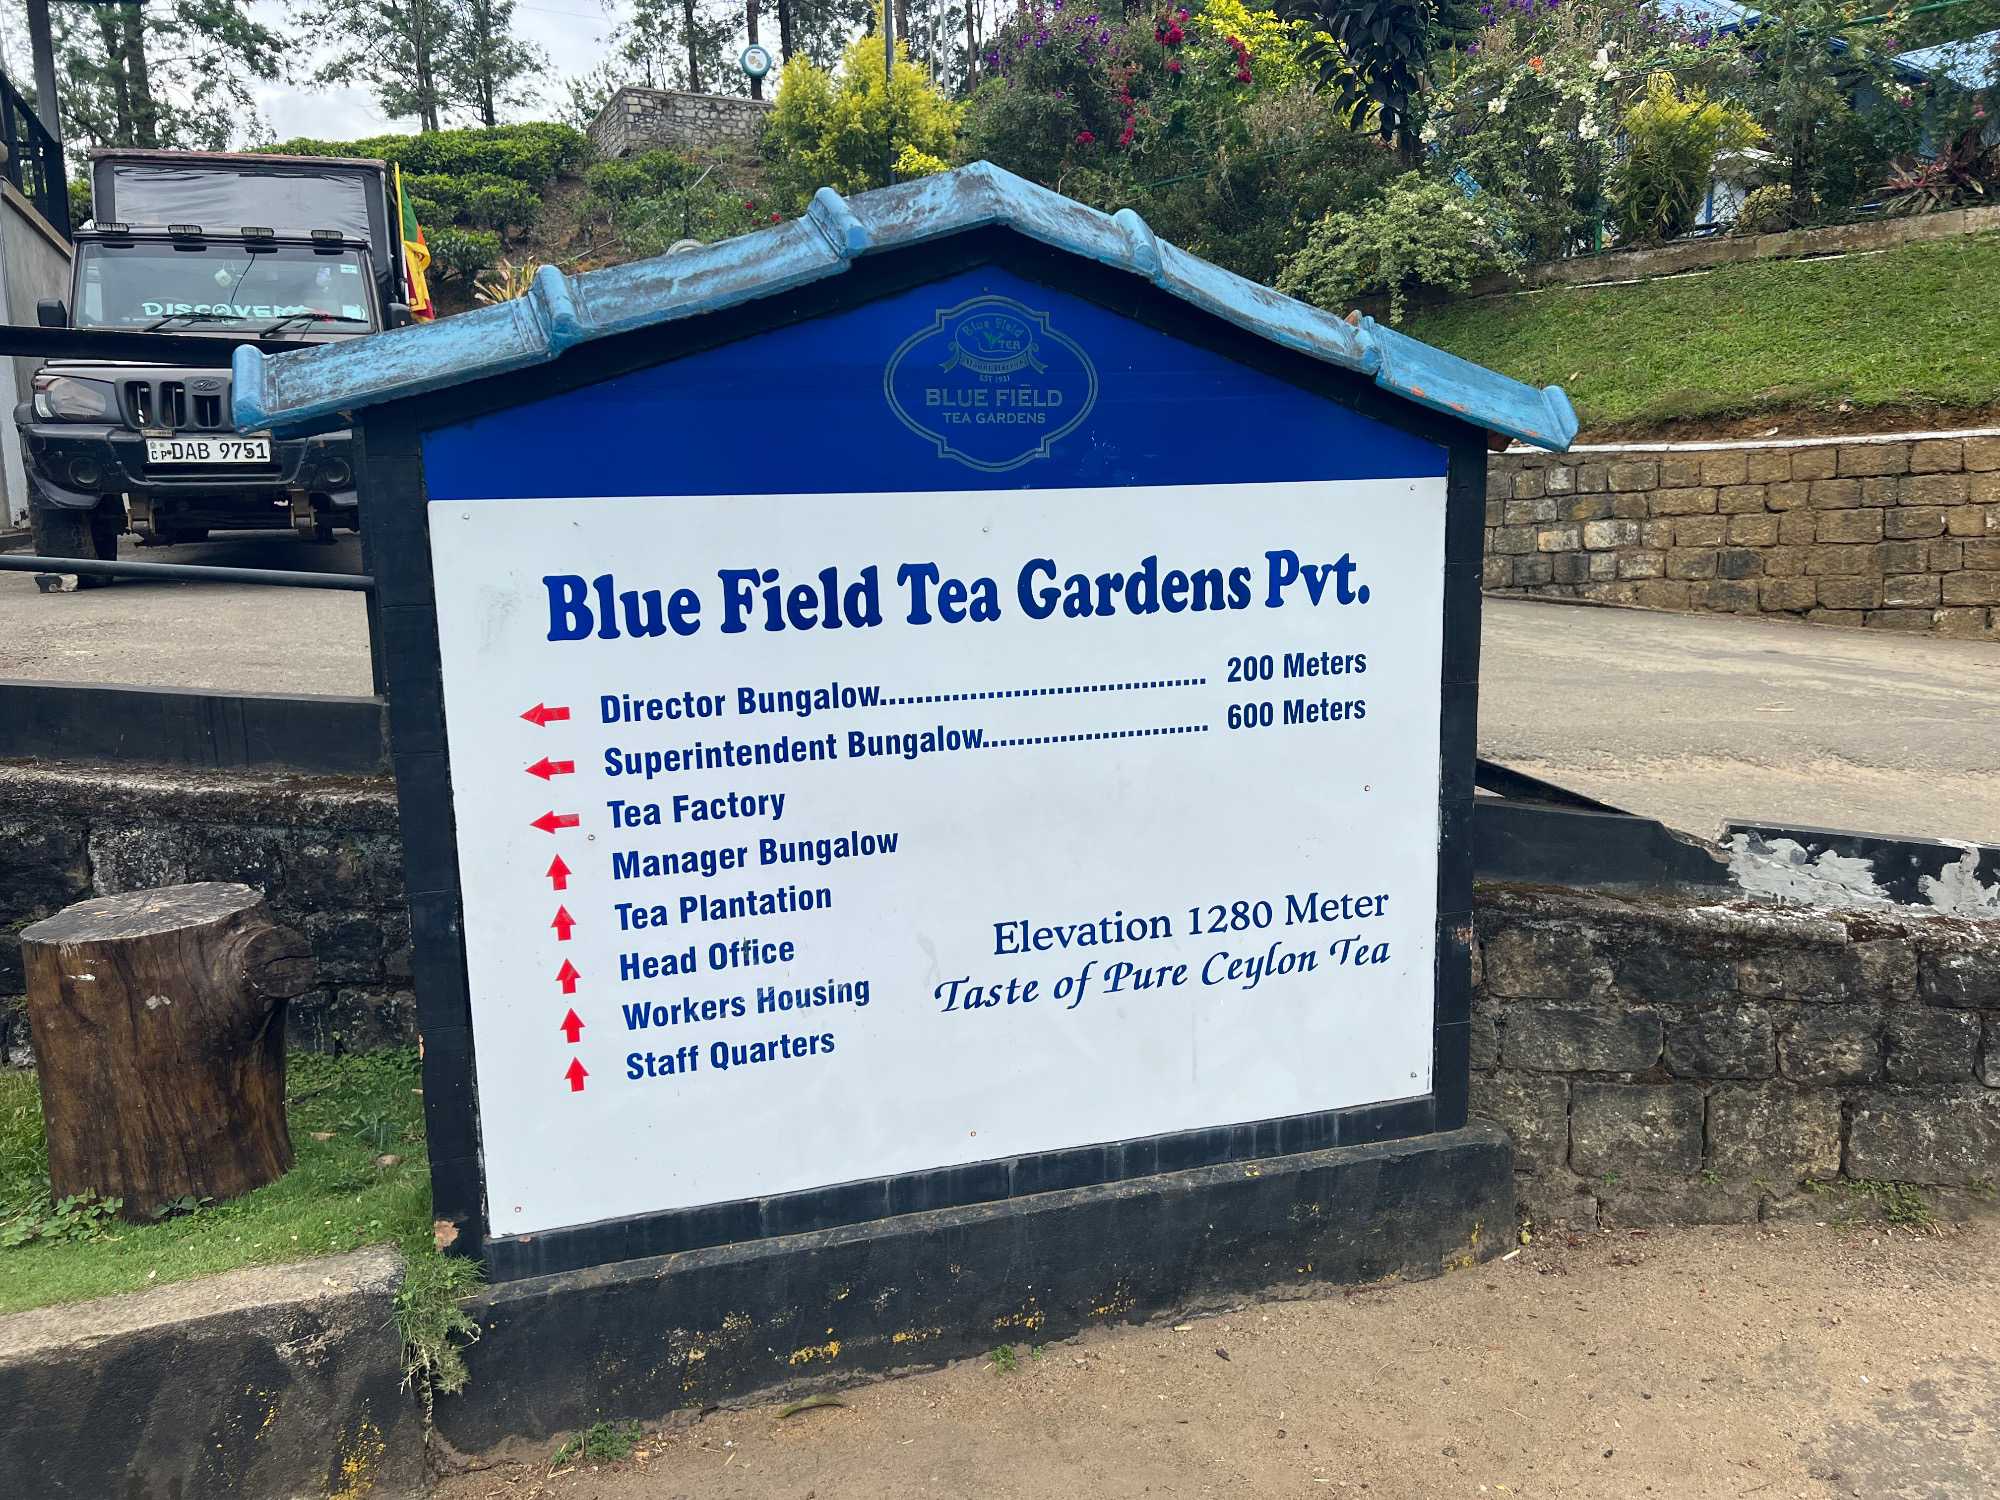 DISCOVER
CP DAB 9751
Blue Field
TEA
EST 1921
BLUE FIELD
TEA GARDENS
Blue Field Tea Gardens Pvt.
Director Bungalow...................................... 200 Meters
Superintendent Bungalow.......................... 600 Meters
Tea Factory
Manager Bungalow
Tea Plantation
Head Office
Workers Housing
Staff Quarters
Elevation 1280 Meter
Taste of Pure Ceylon Tea